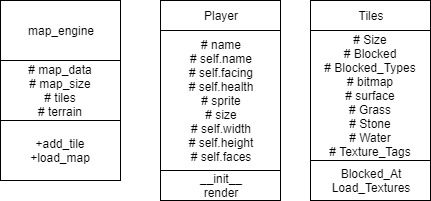 map_engine
# map_data
# map_size
# tiles
# terrain
+add_tile
+load_map
Player
# name
# self.name
# self.facing
# self.health
# sprite
# size
# self.width
# self.height
# self.faces
__init__
render
Tiles
# Size
# Blocked
# Blocked_Types
# bitmap
# surface
# Grass
# Stone
# Water
# Texture_Tags
Blocked_At
Load_Textures